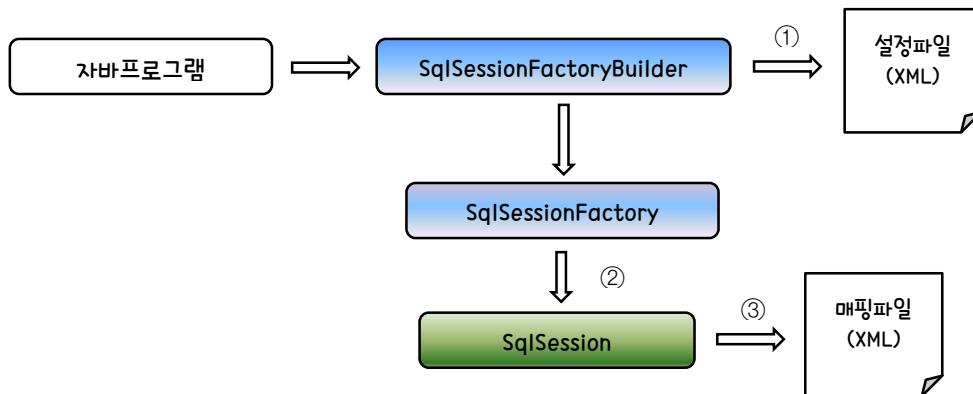 ①
자바프로그램
SqlSessionFactoryBuilder
설정파일
(XML)
SqlSessionFactory
②
SqlSession
③
매핑파일
(XML)